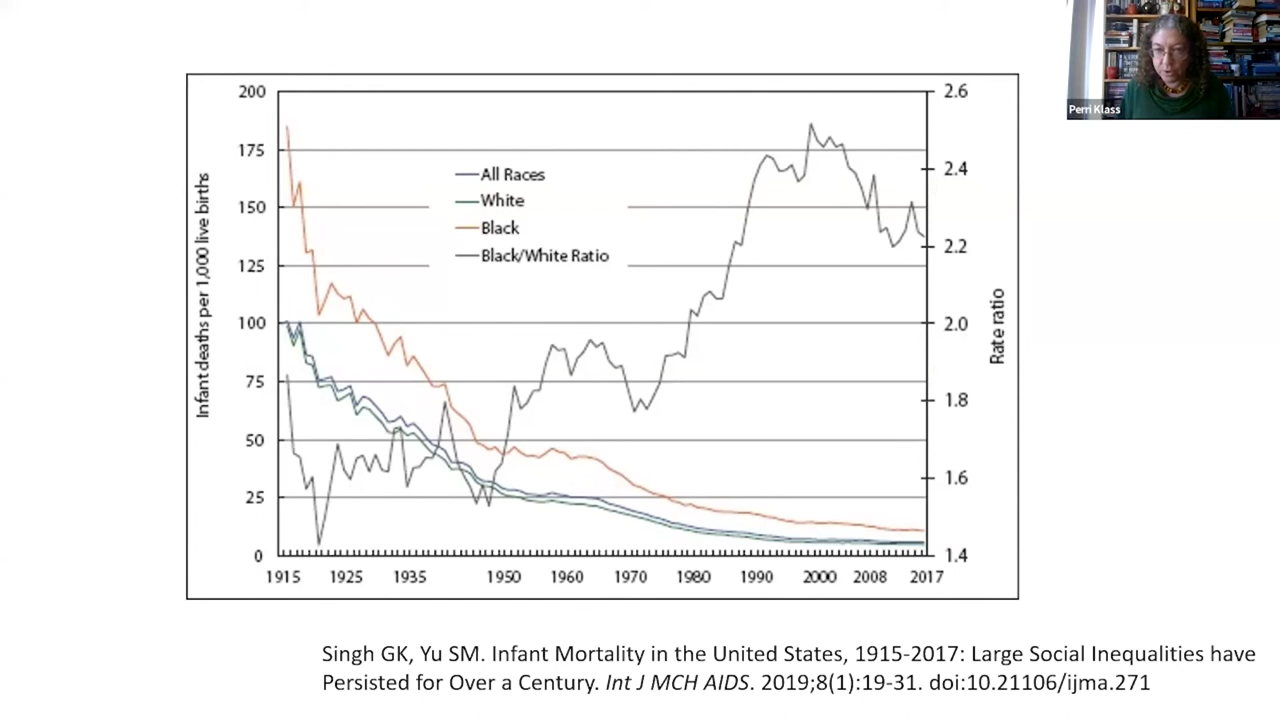 Perri Klass
200
175
150
125
100
75
50
25
0
Infant deaths per 1,000 live births
All Races
White
Black
Black/White Ratio
2.6
2.4
2.2
2.0
1.8
1.6
1.4
Rate ratio
1915 1925 1935 1950 1960 1970 1980 1990 2000 2008 2017
Singh GK, Yu SM. Infant Mortality in the United States, 1915-2017: Large Social Inequalities have
Persisted for Over a Century. Int J MCH AIDS. 2019;8(1):19-31. doi:10.21106/ijma.271